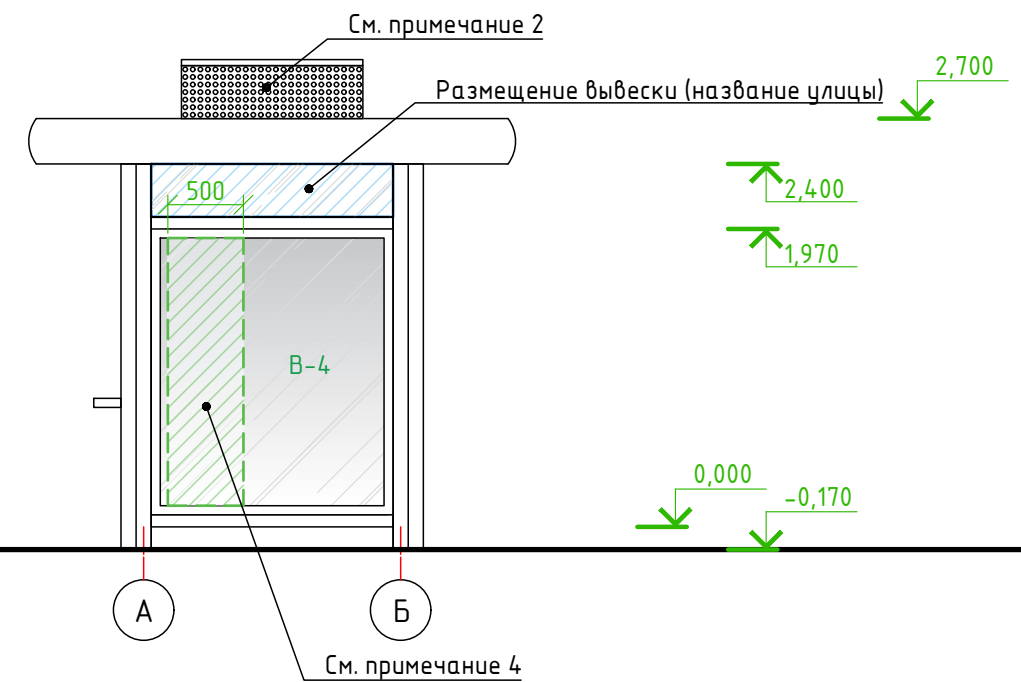 См. примечание 2
2,700
Размещение вывески (название улицы)
500
2,400
1,970
В-4
0,000
-0,170
А
Б
См. примечание 4